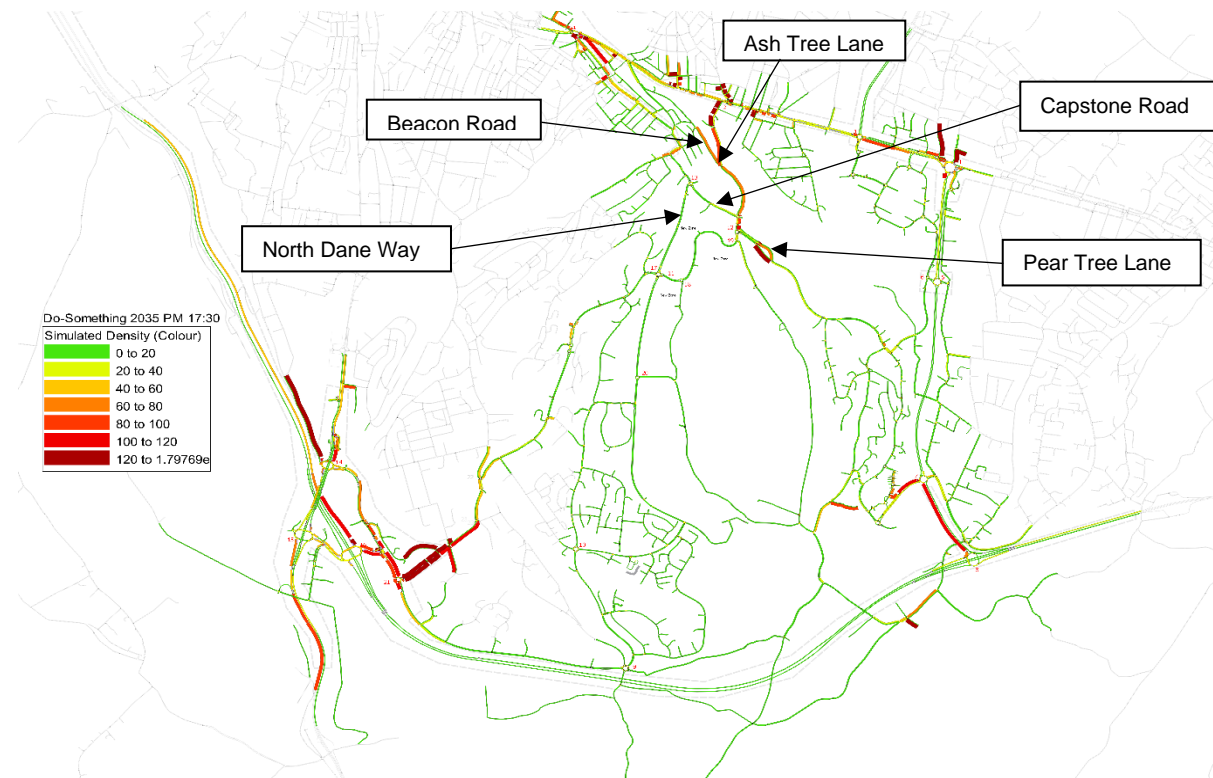 Ash Tree Lane
Beacon Road
Capstone Road
North Dane Way
Pear Tree Lane
Do-Something 2035 PM 17:30
Simulated Density (Colour)
0 to 20
20 to 40
40 to 60
60 to 80
80 to 100
100 to 120
120 to 1.79769e